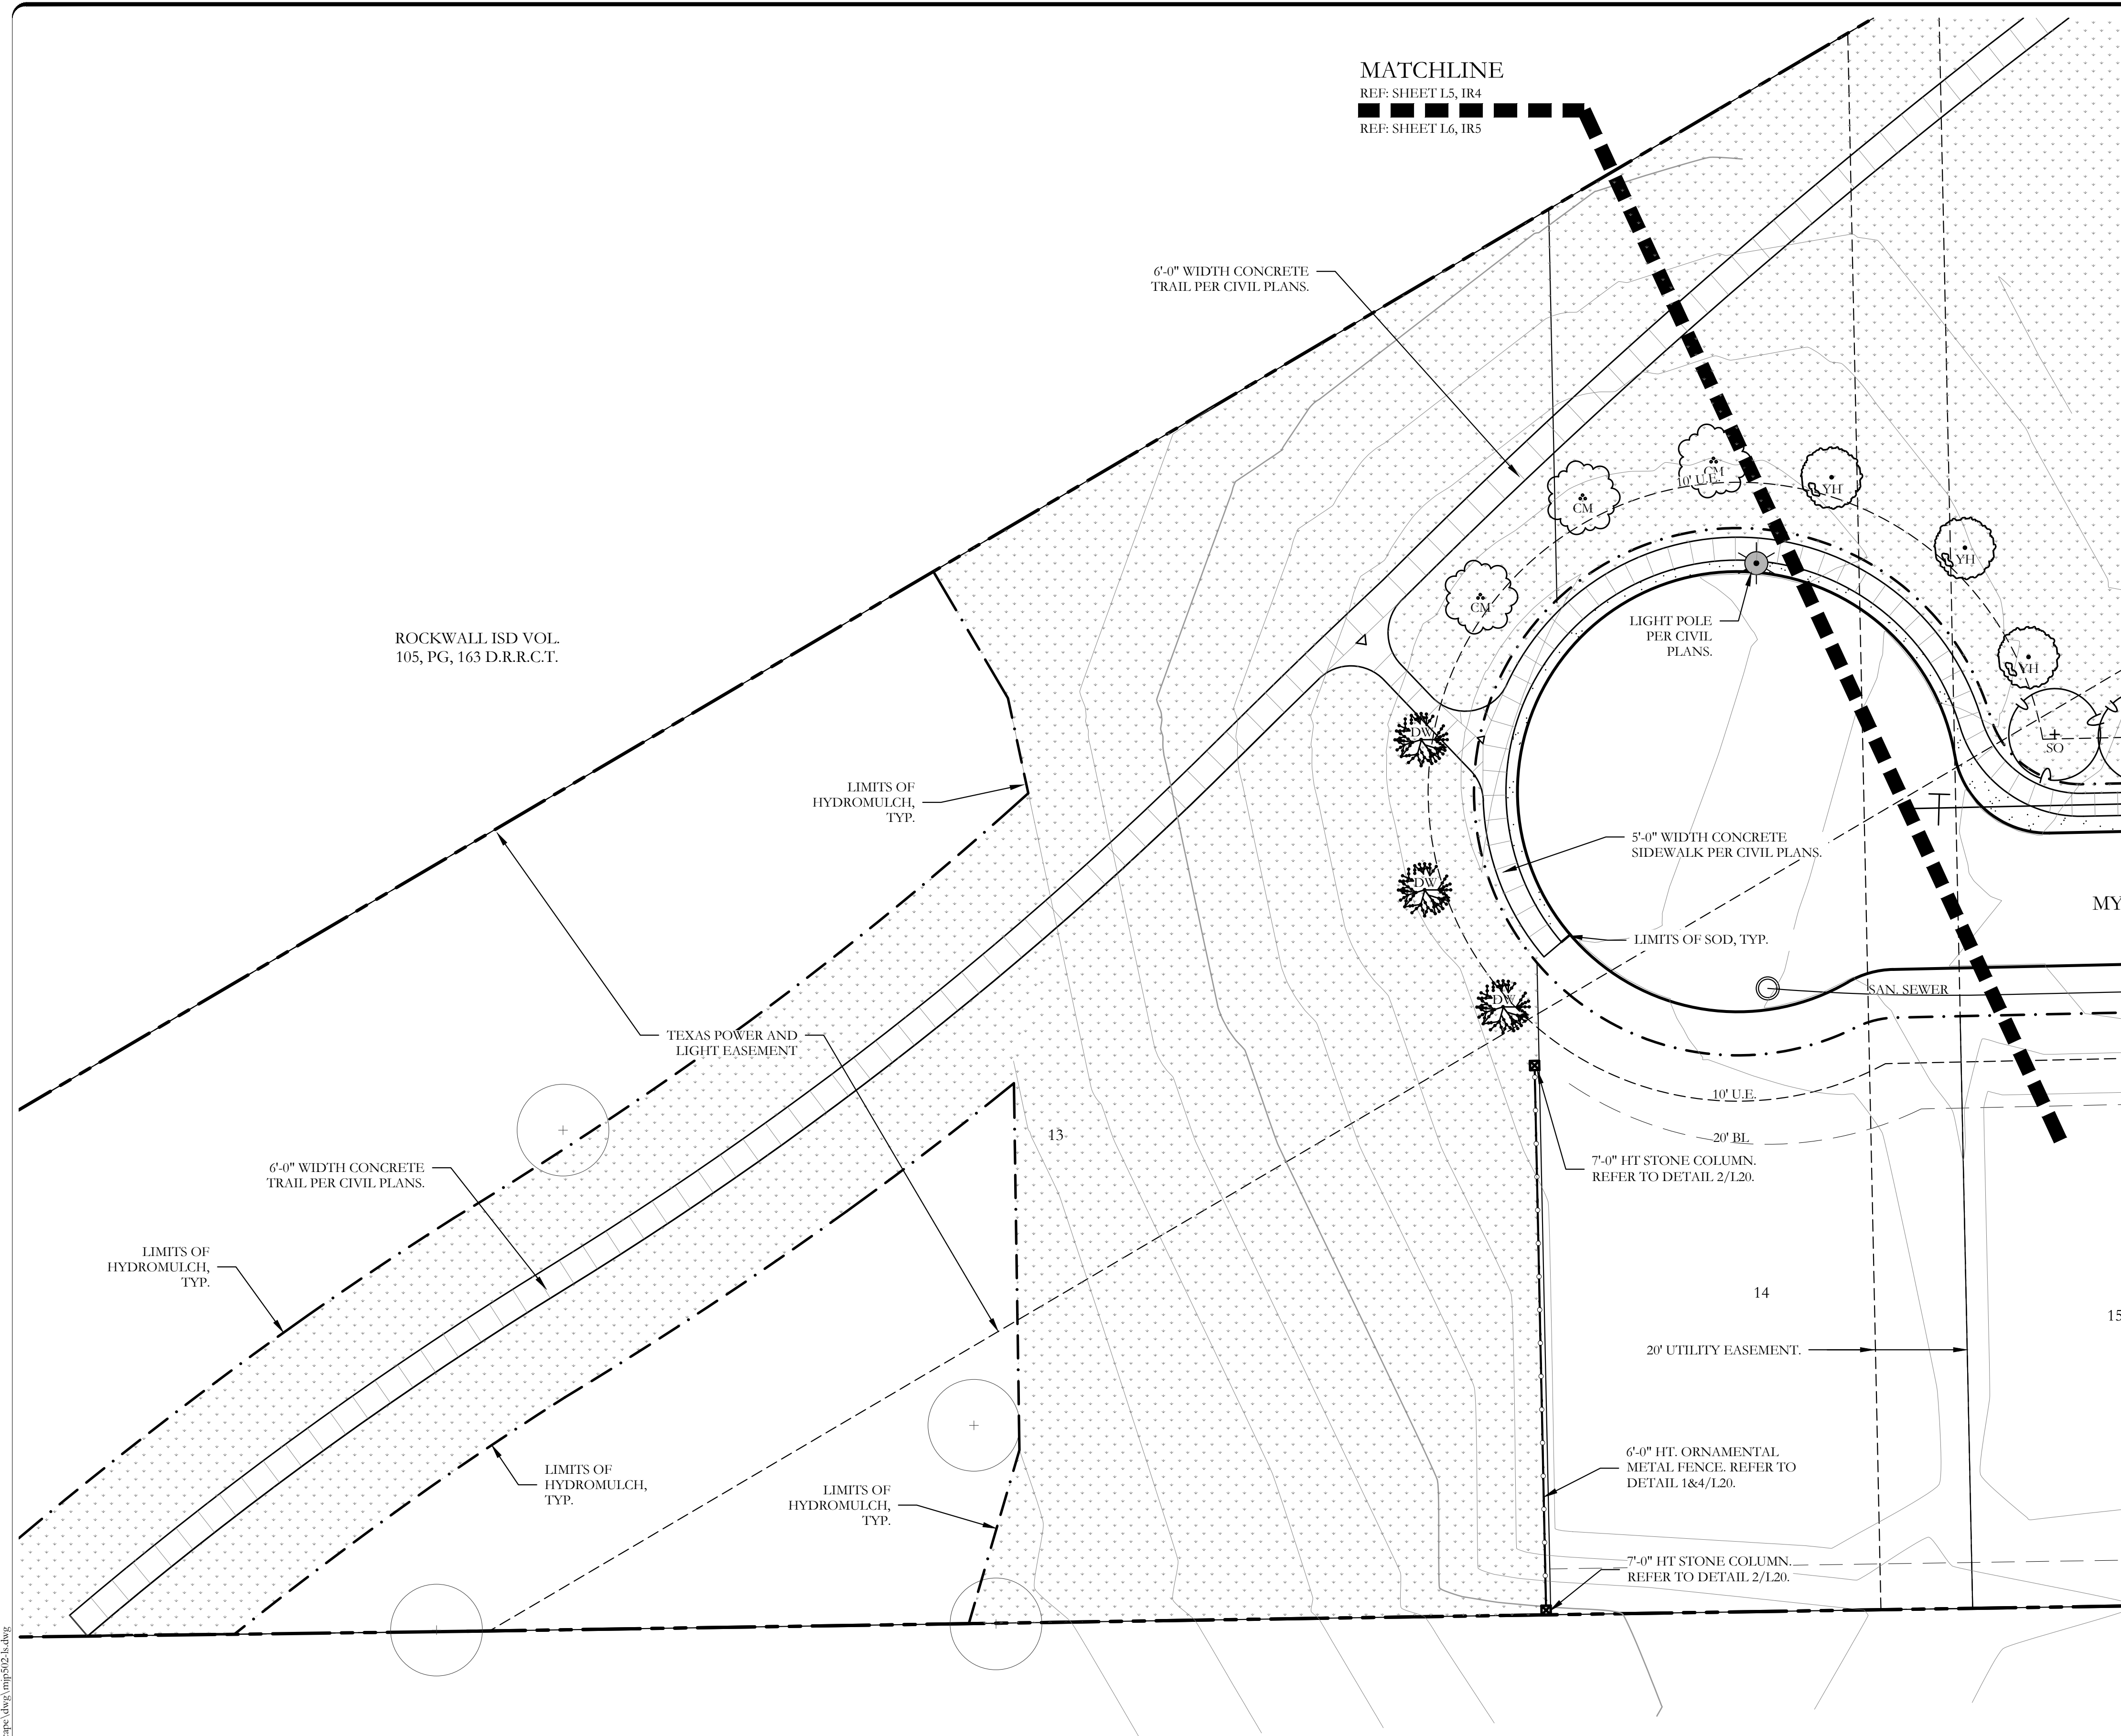 MATCHLINE
REF: SHEET L5, IR4
REF: SHEET L6, IR5
6'-0" WIDTH CONCRETE
TRAIL PER CIVIL PLANS.
CM
10' U.E.
CM
YH
CM
YH
YH
SO
LIGHT POLE
PER CIVIL
PLANS.
ROCKWALL ISD VOL.
105, PG, 163 D.R.R.C.T.
DW
LIMITS OF
HYDROMULCH,
TYP.
5'-0" WIDTH CONCRETE
SIDEWALK PER CIVIL PLANS.
DW
MY
LIMITS OF SOD, TYP.
SAN. SEWER
DW
TEXAS POWER AND
LIGHT EASEMENT
10' U.E.
13
20' BL
7'-0" HT STONE COLUMN.
REFER TO DETAIL 2/L20.
6'-0" WIDTH CONCRETE
TRAIL PER CIVIL PLANS.
LIMITS OF
HYDROMULCH,
TYP.
14
15
20' UTILITY EASEMENT.
6'-0" HT. ORNAMENTAL
METAL FENCE. REFER TO
DETAIL 1&4/L20.
LIMITS OF
HYDROMULCH,
TYP.
LIMITS OF
HYDROMULCH,
TYP.
7'-0" HT STONE COLUMN.
REFER TO DETAIL 2/L20.
cape\dwg\mjp502-ls.dwg